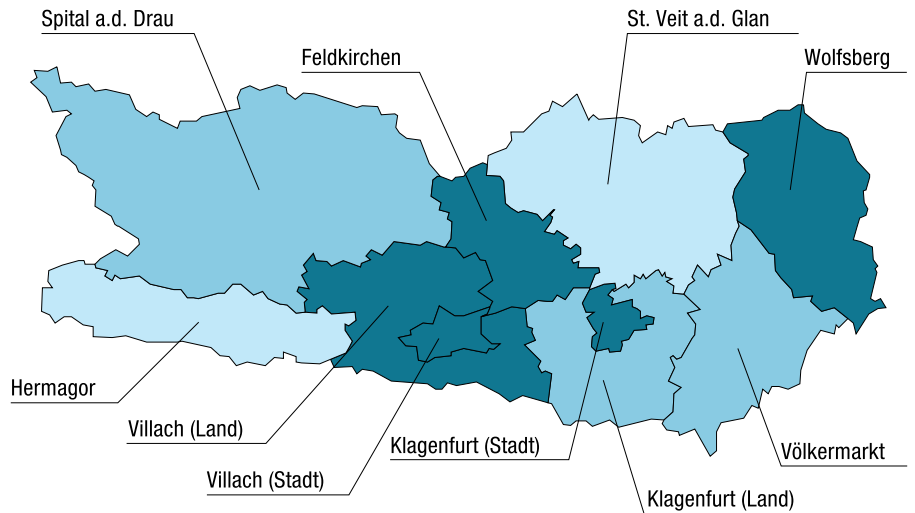 Spital a.d. Drau
St. Veit a.d. Glan
Feldkirchen
Wolfsberg
Hermagor
Villach (Land)
Klagenfurt (Stadt)
Völkermarkt
Villach (Stadt)
Klagenfurt (Land)